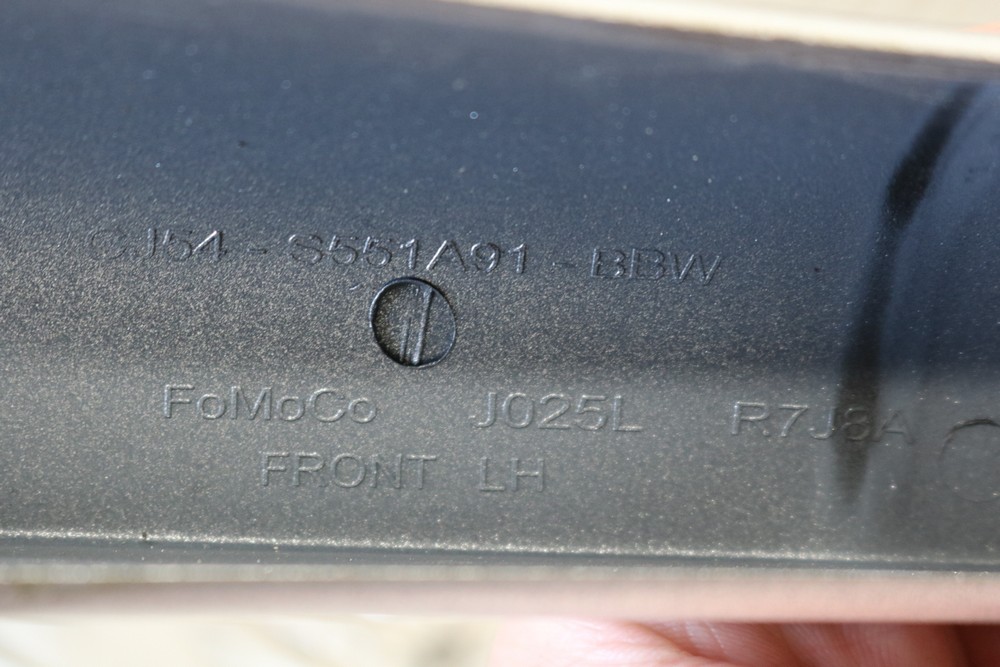 CJ54 - S551A91 - BBW
FoMoCo J025L R7J8A
FRONT LH